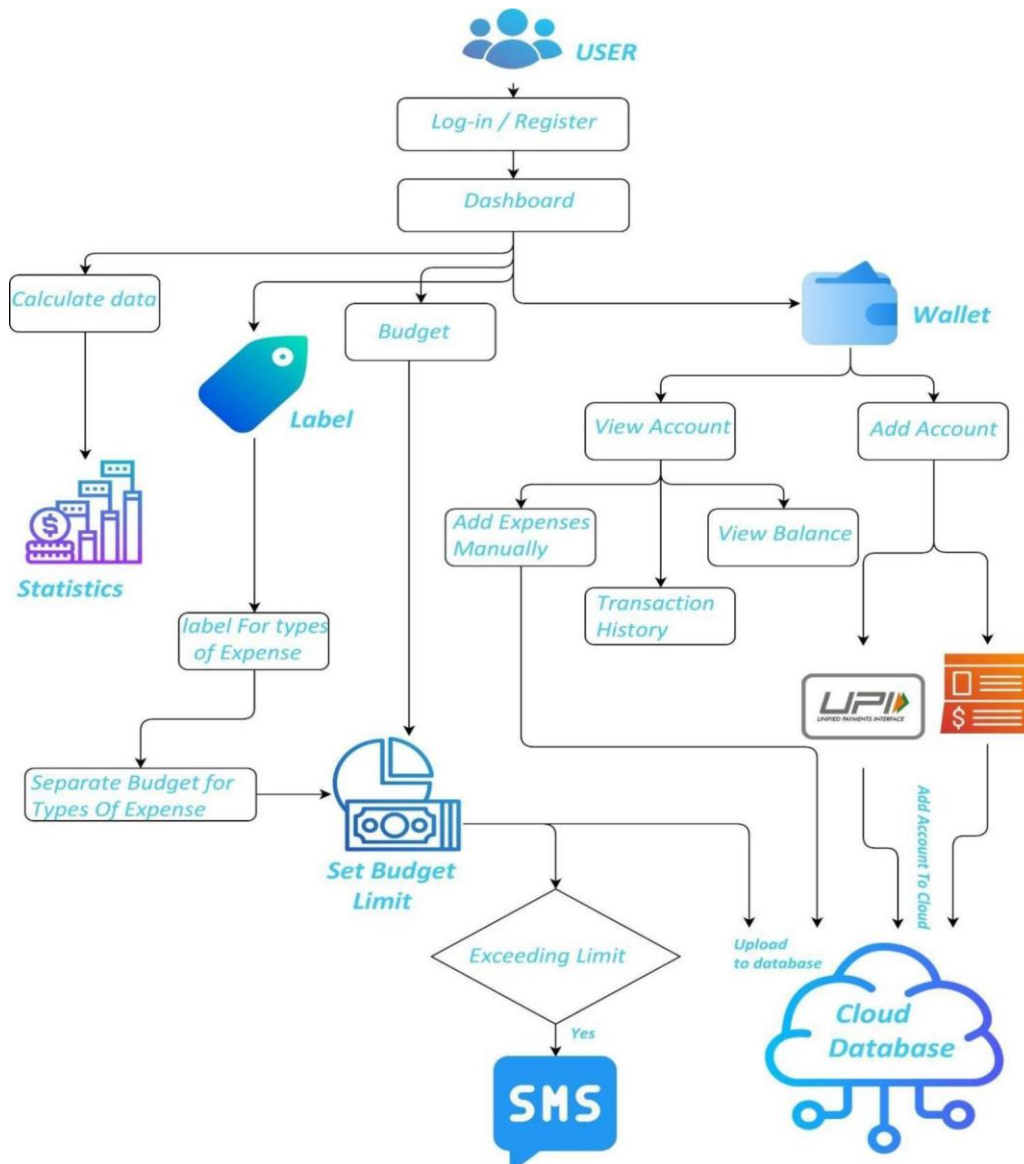 USER
Log-in / Register
Dashboard
Calculate data
Budget
Wallet
Label
View Account
Add Account
Statistics
Add Expenses
Manually
View Balance
Transaction
History
label For types
of Expense
UPI
UNIFIED PAYMENTS INTERFACE
$
$
Separate Budget for
Types Of Expense
Add Account To Cloud
Set Budget
Limit
Exceeding Limit
Upload
to database
Cloud
Database
Yes
SMS